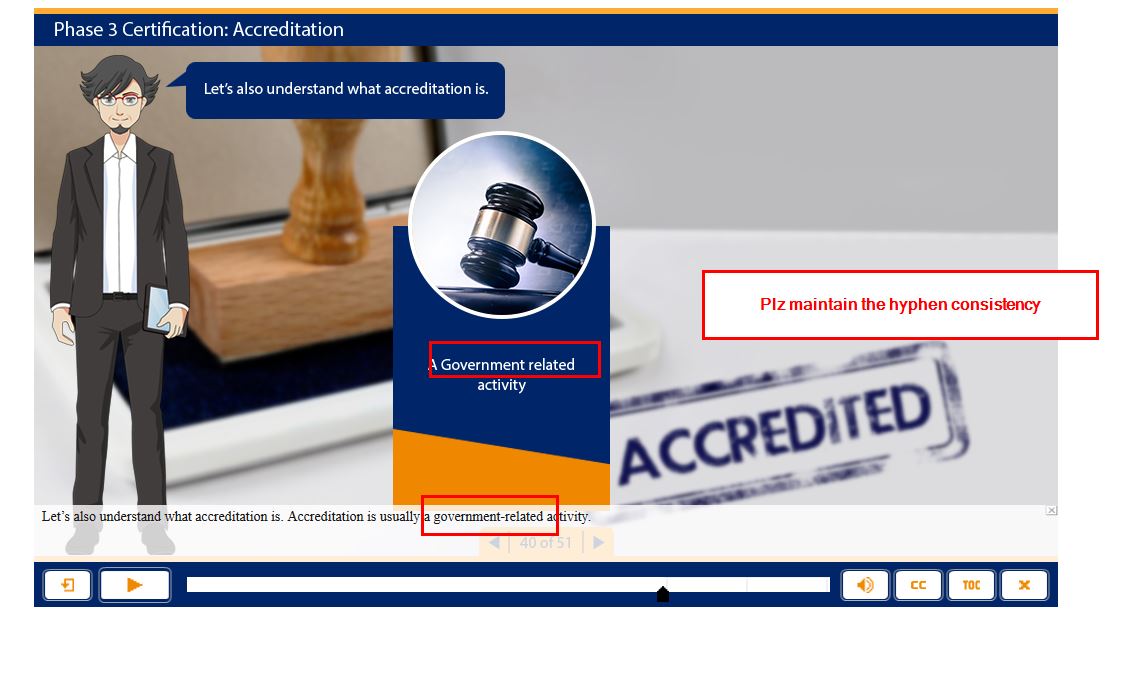 Phase 3 Certification: Accreditation
Let's also understand what accreditation is.
Plz maintain the hyphen consistency
A Government related
activity
ACCREDITED
Let's also understand what accreditation is. Accreditation is usually a government-related activity.
40 of 51
CC
TOC